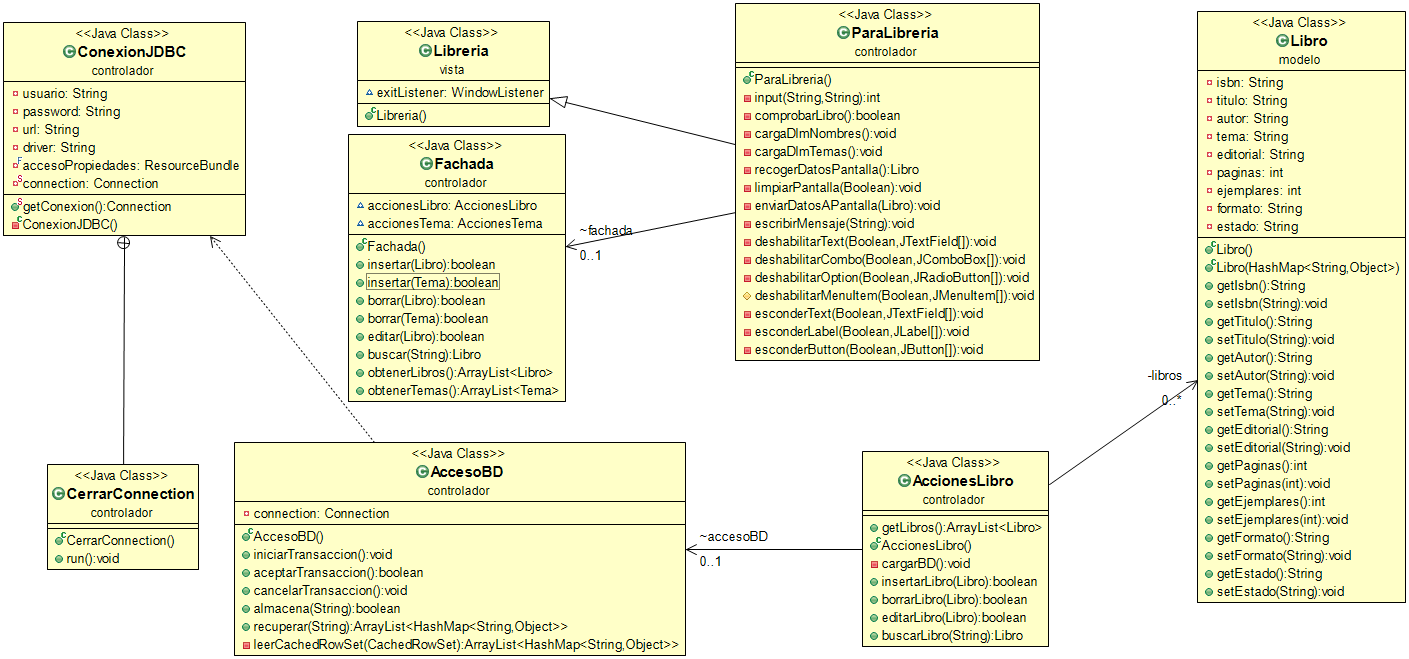 <<Java Class>>
ConexionJDBC
controlador
usuario: String
password: String
url: String
driver: String
accesoPropiedades: ResourceBundle
connection: Connection
getConexion():Connection
ConexionJDBC()
<<Java Class>>
Libreria
vista
exitListener: WindowListener
Libreria()
<<Java Class>>
Fachada
controlador
accionesLibro: AccionesLibro
accionesTema: AccionesTema
Fachada()
insertar(Libro):boolean
insertar(Tema):boolean
borrar(Libro):boolean
borrar(Tema):boolean
editar(Libro):boolean
buscar(String):Libro
obtenerLibros():ArrayList<Libro>
obtenerTemas():ArrayList<Tema>
~fachada
0..1
<<Java Class>>
ParaLibreria
controlador
ParaLibreria()
input(String,String):int
comprobarLibro():boolean
cargaDlmNombres():void
cargaDlmTemas():void
recogerDatosPantalla():Libro
limpiarPantalla(Boolean):void
enviarDatosAPantalla(Libro):void
escribirMensaje(String):void
deshabilitarText(Boolean,JTextField[]):void
deshabilitarCombo(Boolean,JComboBox[]):void
deshabilitarOption(Boolean,JRadioButton[]):void
deshabilitarMenuItem(Boolean,JMenuItem[]):void
esconderText(Boolean,JTextField[]):void
esconderLabel(Boolean,JLabel[]):void
esconderButton(Boolean,JButton[]):void
<<Java Class>>
Libro
modelo
isbn: String
titulo: String
autor: String
tema: String
editorial: String
paginas: int
ejemplares: int
formato: String
estado: String
Libro()
Libro(HashMap<String,Object>)
getIsbn():String
setIsbn(String):void
getTitulo():String
setTitulo(String):void
getAutor():String
setAutor(String):void
getTema():String
setTema(String):void
getEditorial():String
setEditorial(String):void
getPaginas():int
setPaginas(int):void
getEjemplares():int
setEjemplares(int):void
getFormato():String
setFormato(String):void
getEstado():String
setEstado(String):void
-libros
0..*
<<Java Class>>
CerrarConnection
controlador
CerrarConnection()
run():void
<<Java Class>>
AccesoBD
controlador
connection: Connection
AccesoBD()
iniciarTransaccion():void
aceptarTransaccion():boolean
cancelarTransaccion():void
almacena(String):boolean
recuperar(String):ArrayList<HashMap<String,Object>>
leerCachedRowSet(CachedRowSet):ArrayList<HashMap<String,Object>>
~accesoBD
0..1
<<Java Class>>
AccionesLibro
controlador
getLibros():ArrayList<Libro>
AccionesLibro()
cargarBD():void
insertarLibro(Libro):boolean
borrarLibro(Libro):boolean
editarLibro(Libro):boolean
buscarLibro(String):Libro